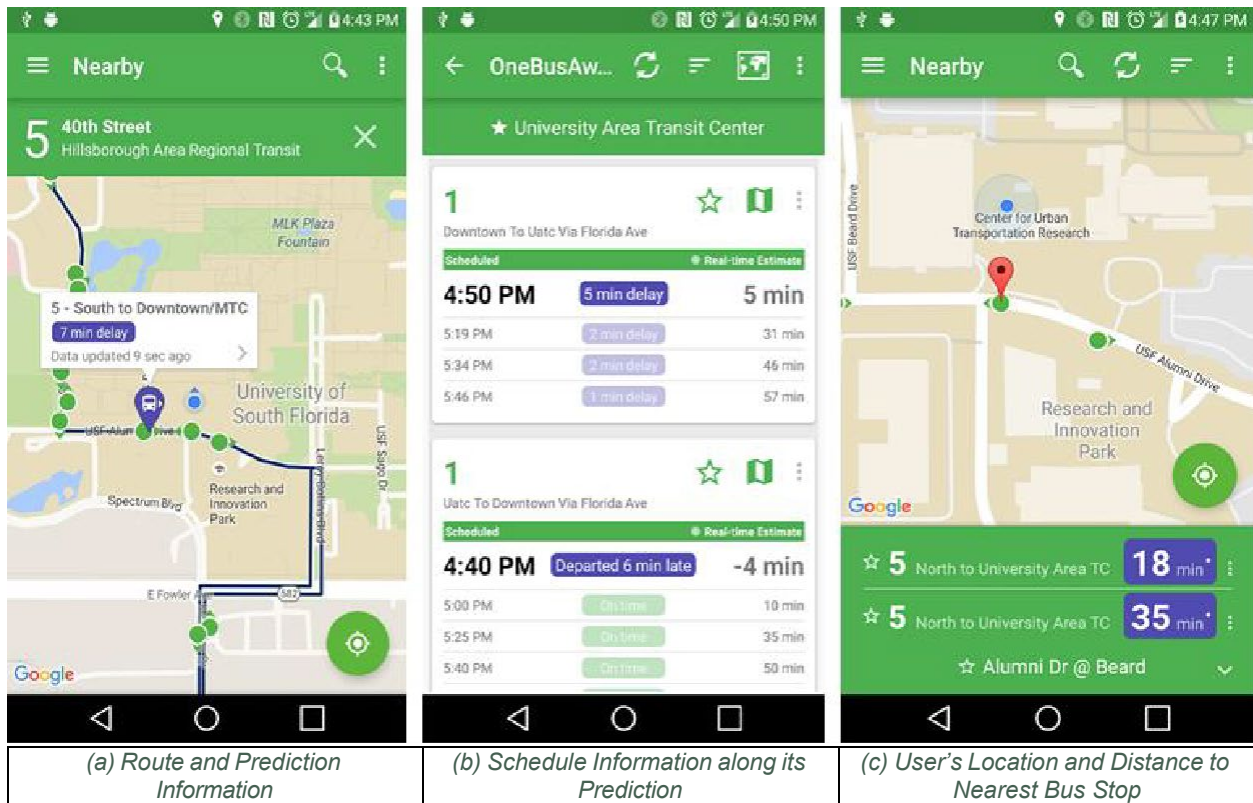 4:43 PM
Nearby
5
40th Street
Hillsborough Area Regional Transit
MLK Plaza
Fountain
5 - South to Downtown/MTC
7 min delay
Data updated 9 sec ago
University of
South Florida
USF Alum
USF Sago Dr
Leroy Collins Blvd
Research and
Innovation
Park
Spectrum Blvd
E Fowler
582
Google
4:50 PM
OneBusAw...
★ University Area Transit Center
1
Downtown To Uatc Via Florida Ave
Scheduled Real-time Estimate
4:50 PM 5 min delay 5 min
5:19 PM 2 min delay 31 min
5:34 PM 2 min delay 46 min
5:46 PM 1 min delay 57 min
1
Uatc To Downtown Via Florida Ave
Scheduled Real-time Estimate
4:40 PM Departed 6 min late -4 min
5:00 PM On time 10 min
5:25 PM On time 35 min
5:40 PM On time 50 min
4:47 PM
Nearby
USF Beard Drive
Center for Urban
Transportation Research
USF Alumni Drive
Research and
Innovation
Park
Google
5 North to University Area TC 18 min
5 North to University Area TC 35 min
Alumni Dr @ Beard
(a) Route and Prediction
Information
(b) Schedule Information along its
Prediction
(c) User's Location and Distance to
Nearest Bus Stop